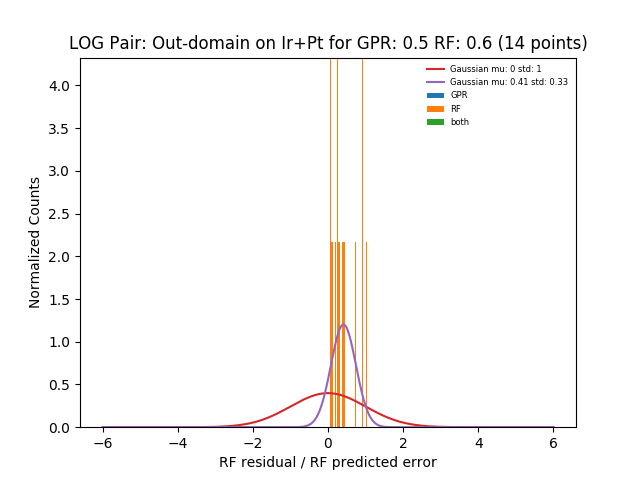 LOG Pair: Out-domain on Ir+Pt for GPR: 0.5 RF: 0.6 (14 points)
Gaussian mu: 0 std: 1
Gaussian mu: 0.41 std: 0.33
GPR
RF
both
Normalized Counts
4.0
3.5
3.0
2.5
2.0
1.5
1.0
0.5
0.0
−6 −4 −2 0 2 4 6
RF residual / RF predicted error